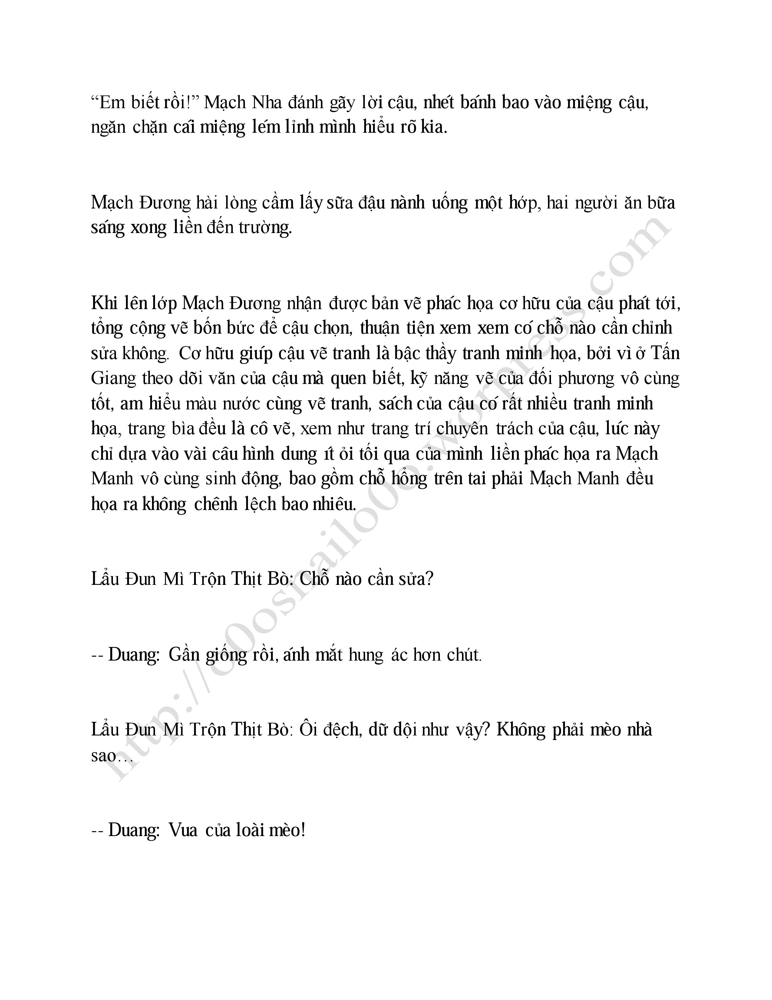 “Em biết rồi!” Mạch Nha đánh gãy lời cậu, nhét bánh bao vào miệng cậu,
ngăn chặn cái miệng lém lỉnh mình hiểu rõ kia.
Mạch Đương hài lòng cầm lấy sữa đậu nành uống một hớp, hai người ăn bữa
sáng xong liền đến trường.
Khi lên lớp Mạch Đương nhận được bản vẽ phác họa cơ hữu của cậu phát tới,
tổng cộng vẽ bốn bức để cậu chọn, thuận tiện xem xem có chỗ nào cần chỉnh
sửa không. Cơ hữu giúp cậu vẽ tranh là bậc thầy tranh minh họa, bởi vì ở Tấn
Giang theo dõi văn của cậu mà quen biết, kỹ năng vẽ của đối phương vô cùng
tốt, am hiểu màu nước cùng vẽ tranh, sách của cậu có rất nhiều tranh minh
họa, trang bìa đều là cô vẽ, xem như trang trí chuyên trách của cậu, lúc này
chỉ dựa vào vài câu hình dung ít ỏi tối qua của mình liền phác họa ra Mạch
Manh vô cùng sinh động, bao gồm chỗ hổng trên tai phải Mạch Manh đều
họa ra không chênh lệch bao nhiêu.
Lẩu Đun Mì Trộn Thịt Bò: Chỗ nào cần sửa?
-- Duang: Gần giống rồi, ánh mắt hung ác hơn chút.
Lẩu Đun Mì Trộn Thịt Bò: Ôi đệch, dữ dội như vậy? Không phải mèo nhà
sao…
-- Duang: Vua của loài mèo!
http://o0osnailo0o.worpress.com